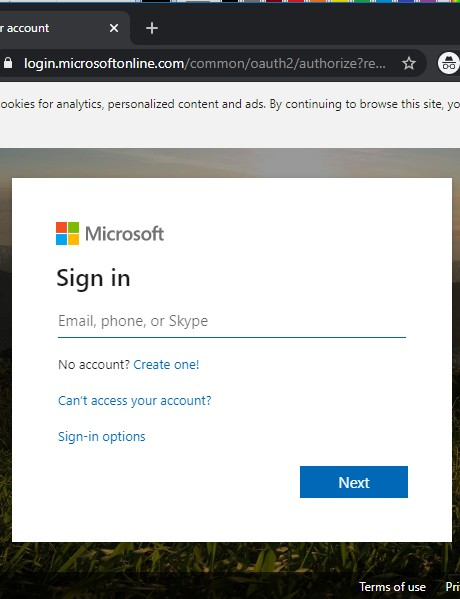 r account
login.microsoftonline.com/common/oauth2/authorize?re...
ookies for analytics, personalized content and ads. By continuing to browse this site, yo
Microsoft
Sign in
Email, phone, or Skype
No account? Create one!
Can't access your account?
Sign-in options
Next
Terms of use Pri